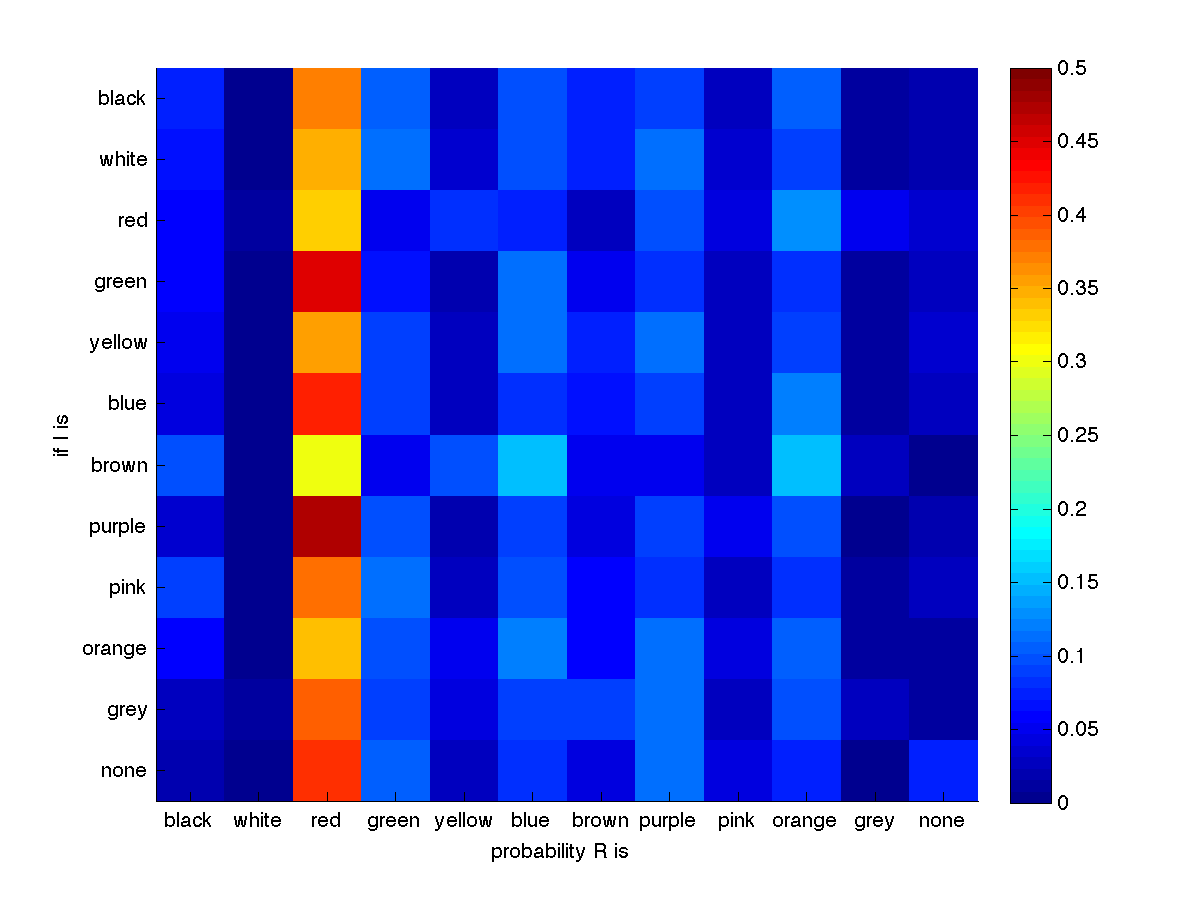 black
white
red
green
yellow
blue
brown
purple
pink
orange
grey
none
if I is
black white red green yellow blue brown purple pink orange grey none
probability R is
0.5
0.45
0.4
0.35
0.3
0.25
0.2
0.15
0.1
0.05
0